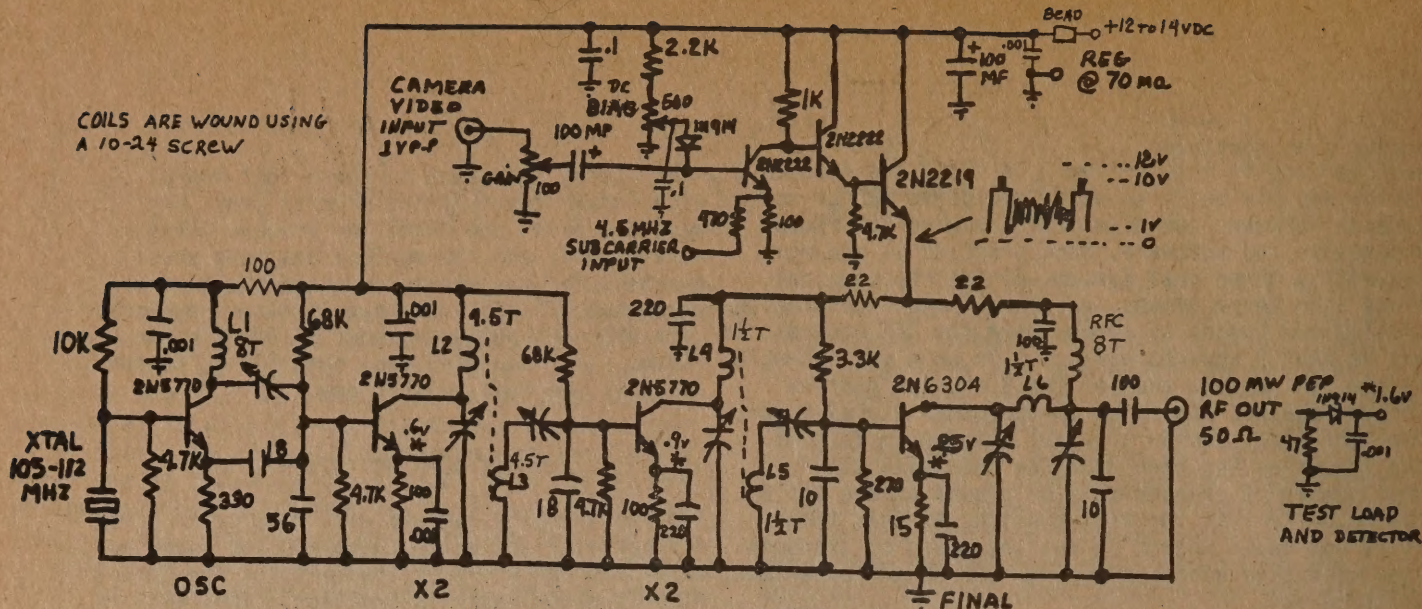 BEAD
+12 TO 14 VDC
.001
REG
@ 70 ma
+
100
MF
.1
2.2K
DC
BIAS
500
1N914
CAMERA
VIDEO
INPUT
1VP-P
100 MF
+
GAIN
100
.1
4.5 MHZ
SUBCARRIER
INPUT
470
100
1K
2N2222
2N2222
2N2219
4.7K
12V
10V
1V
0
COILS ARE WOUND USING
A 10-24 SCREW
100
10K
.001
L1
8T
68K
.001
L2
9.5T
2N5770
2N5770
18
.6V
*
XTAL
105-112
MHZ
4.7K
330
56
4.7K
100
.001
4.5T
L3
68K
18
4.7K
220
L4
1½T
2N5770
.9V
*
100
220
22
22
3.3K
L5
1½T
10
270
2N6304
.25V
*
15
220
100
1½T
L6
RFC
8T
100
10
100 MW PEP
RF OUT
50Ω
1N914
*1.6V
47
.001
TEST LOAD
AND DETECTOR
OSC
X2
X2
FINAL